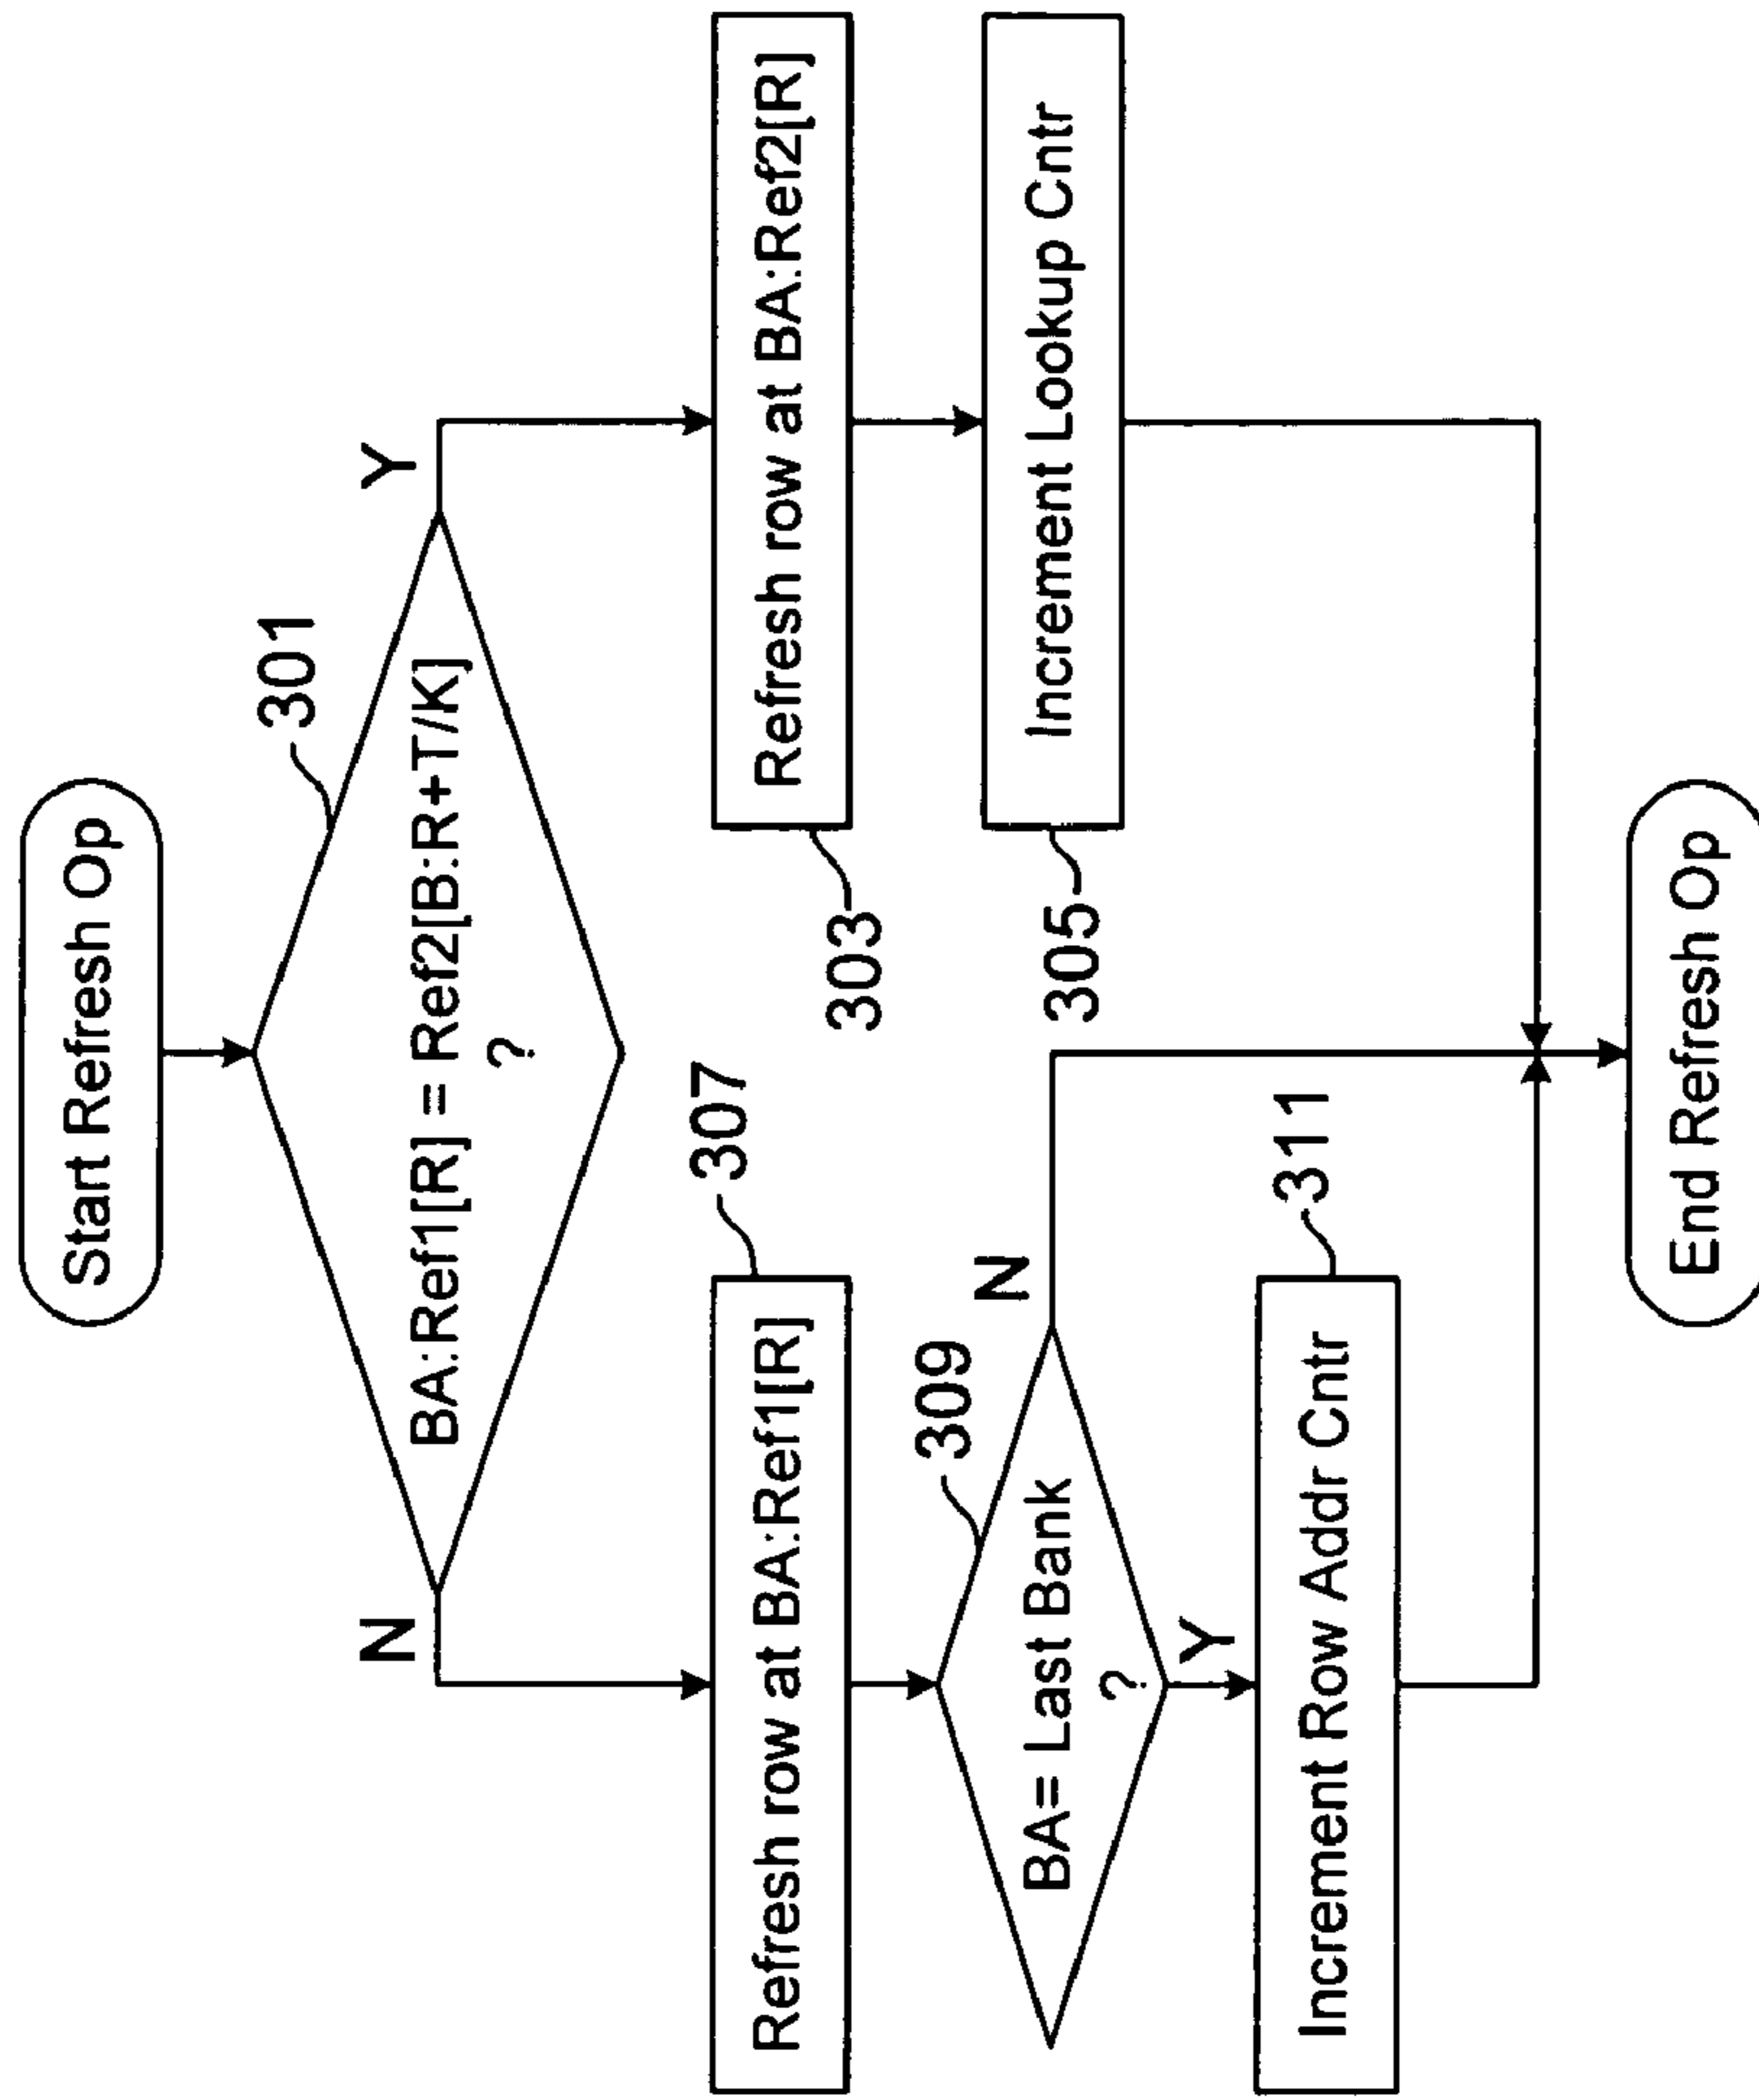 Start Refresh Op
301
BA:Ref1[R] = Ref2[B:R+T/K]
?
N
Y
307
Refresh row at BA:Ref1[R]
Refresh row at BA:Ref2[R]
303
309
N
BA= Last Bank
?
Y
Increment Lookup Cntr
305
311
Increment Row Addr Cntr
End Refresh Op